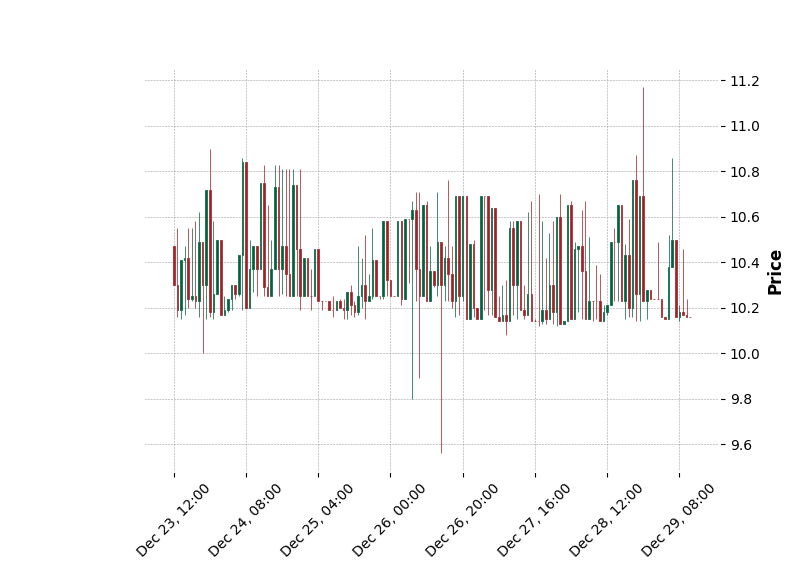 11.2
11.0
10.8
10.6
10.4
10.2
10.0
9.8
9.6
Price
Dec 23, 12:00
Dec 24, 08:00
Dec 25, 04:00
Dec 26, 00:00
Dec 26, 20:00
Dec 27, 16:00
Dec 28, 12:00
Dec 29, 08:00